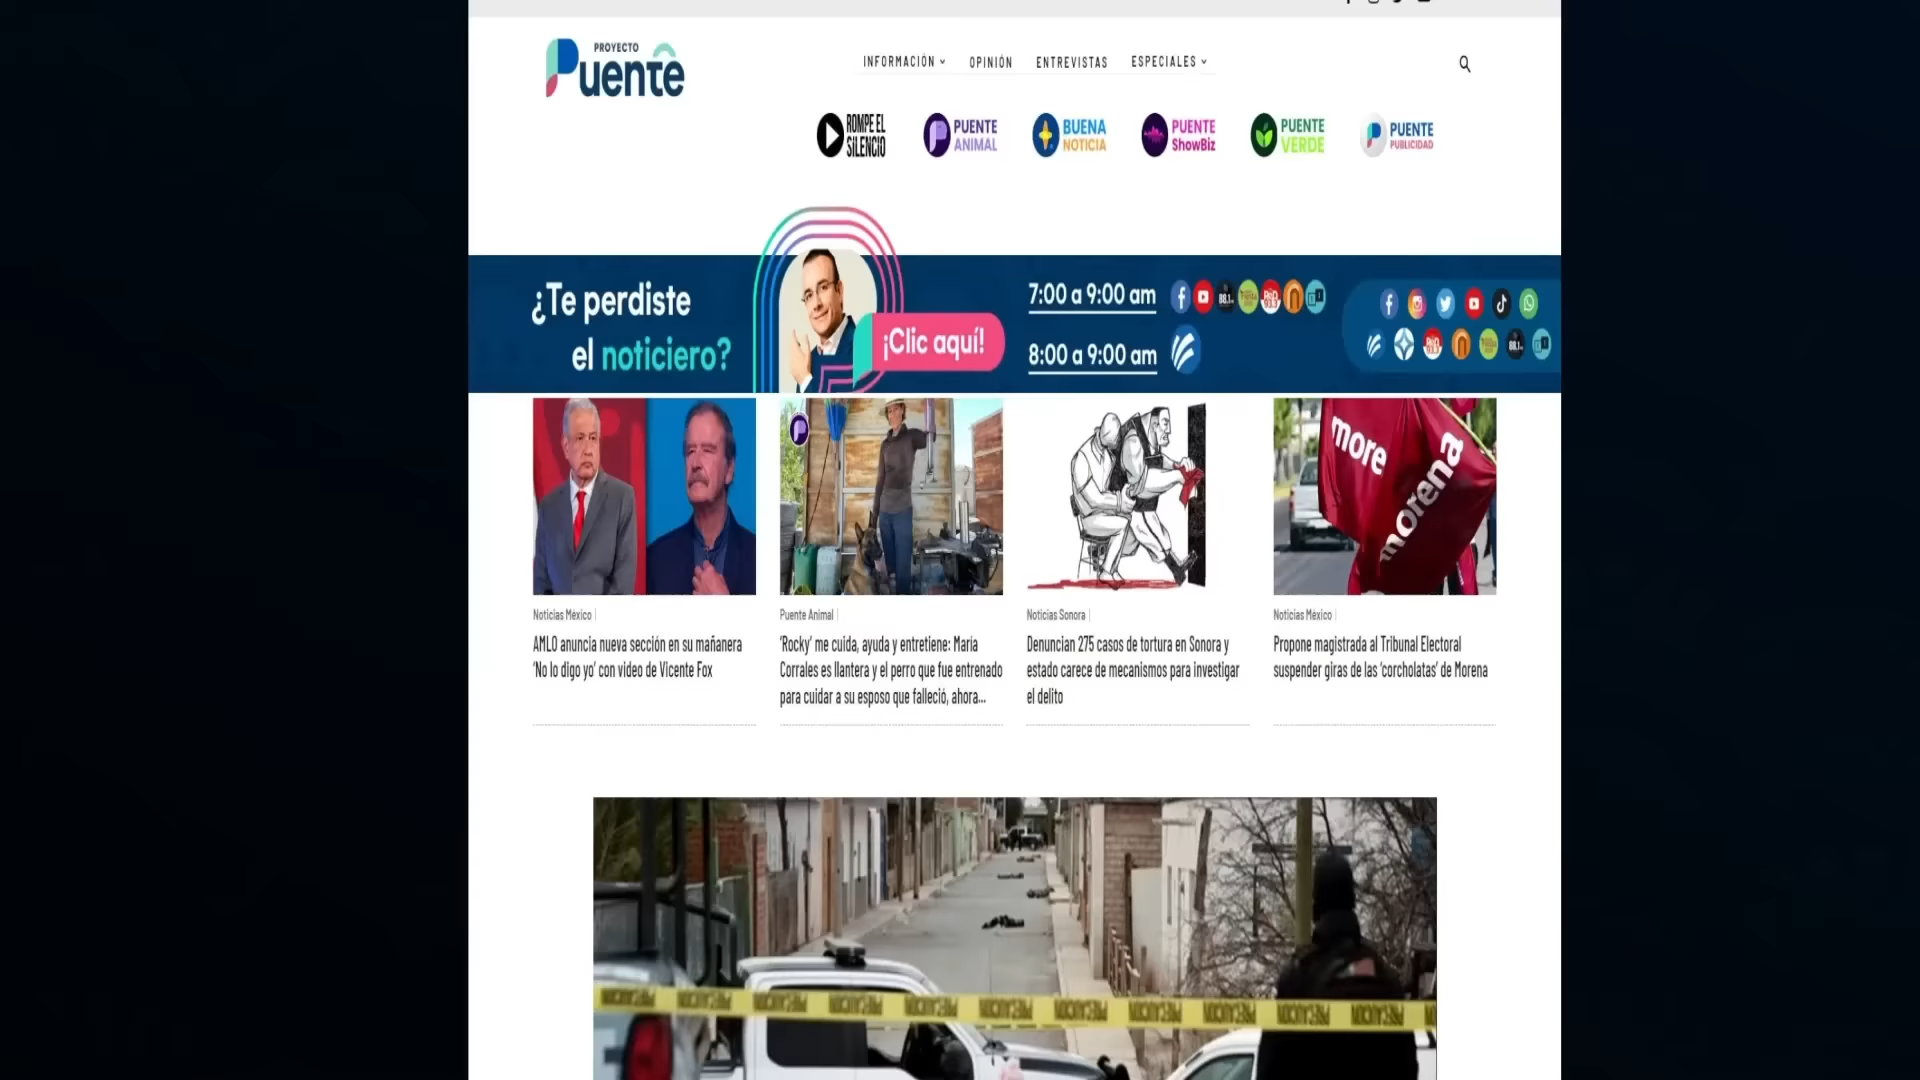 PROYECTO
Puente
INFORMACIÓN
OPINIÓN
ENTREVISTAS
ESPECIALES
ROMPE EL
SILENCIO
PUENTE
ANIMAL
BUENA
NOTICIA
PUENTE
ShowBiz
PUENTE
VERDE
PUENTE
PUBLICIDAD
¿Te perdiste
el noticiero?
¡Clic aquí!
7:00 a 9:00 am
8:00 a 9:00 am
more
morena
Noticias México
AMLO anuncia nueva sección en su mañanera
‘No lo digo yo’ con video de Vicente Fox
Puente Animal
‘Rocky’ me cuida, ayuda y entretiene: María
Corrales es llantera y el perro que fue entrenado
para cuidar a su esposo que falleció, ahora...
Noticias Sonora
Denuncian 275 casos de tortura en Sonora y
estado carece de mecanismos para investigar
el delito
Noticias México
Propone magistrada al Tribunal Electoral
suspender giras de las ‘corcholatas’ de Morena